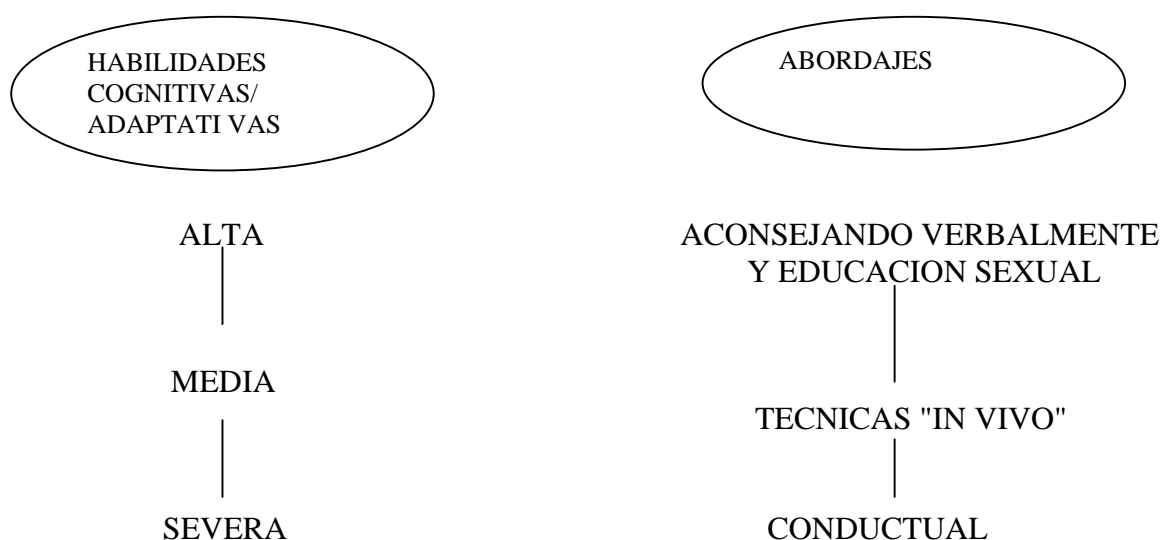 HABILIDADES
COGNITIVAS/
ADAPTATI VAS
ABORDAJES
ALTA
ACONSEJANDO VERBALMENTE
Y EDUCACION SEXUAL
MEDIA
TECNICAS "IN VIVO"
SEVERA
CONDUCTUAL